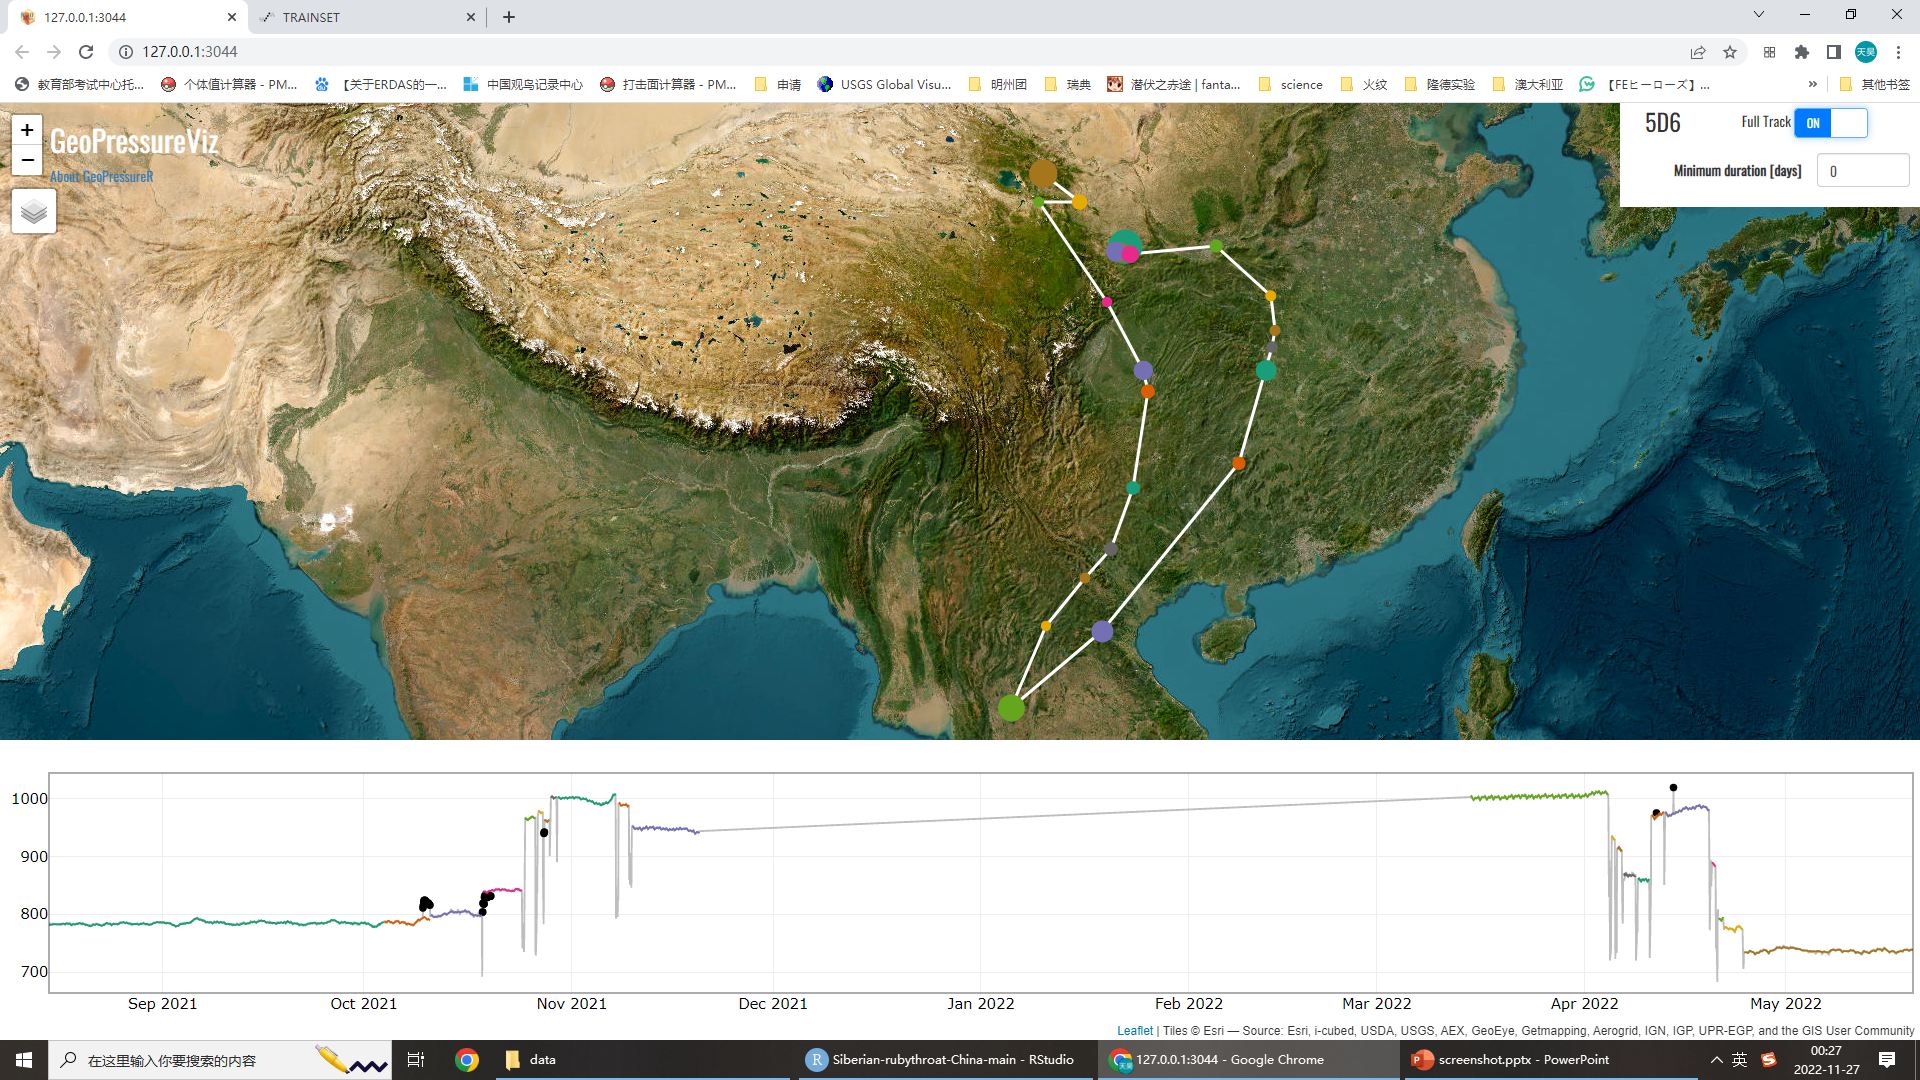 127.0.0.1:3044
TRAINSET
127.0.0.1:3044
天昊
教育部考试中心托...
个体值计算器 - PM...
【关于ERDAS的一...
中国观鸟记录中心
打击面计算器 - PM...
申请
USGS Global Visu...
明州团
瑞典
潜伏之赤途 | fanta...
science
火纹
隆德实验
澳大利亚
【FEヒーローズ】...
»
其他书签
+
−
GeoPressureViz
About GeoPressureR
5D6
Full Track
ON
Minimum duration [days]
0
1000
900
800
700
Sep 2021
Oct 2021
Nov 2021
Dec 2021
Jan 2022
Feb 2022
Mar 2022
Apr 2022
May 2022
Leaflet | Tiles © Esri — Source: Esri, i-cubed, USDA, USGS, AEX, GeoEye, Getmapping, Aerogrid, IGN, IGP, UPR-EGP, and the GIS User Community
在这里输入你要搜索的内容
data
Siberian-rubythroat-China-main - RStudio
127.0.0.1:3044 - Google Chrome
screenshot.pptx - PowerPoint
英
00:27
2022-11-27